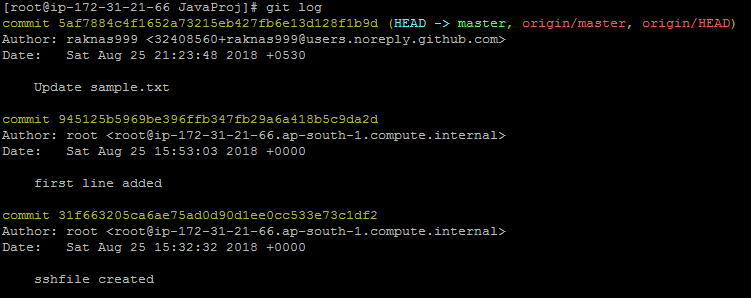 [root@ip-172-31-21-66 JavaProj]# git log
commit 5af7884c4f1652a73215eb427fb6e13d128f1b9d (HEAD -> master, origin/master, origin/HEAD)
Author: raknas999 <32408560+raknas999@users.noreply.github.com>
Date:   Sat Aug 25 21:23:48 2018 +0530
    Update sample.txt
commit 945125b5969be396ffb347fb29a6a418b5c9da2d
Author: root <root@ip-172-31-21-66.ap-south-1.compute.internal>
Date:   Sat Aug 25 15:53:03 2018 +0000
    first line added
commit 31f663205ca6ae75ad0d90d1ee0cc533e73c1df2
Author: root <root@ip-172-31-21-66.ap-south-1.compute.internal>
Date:   Sat Aug 25 15:32:32 2018 +0000
    sshfile created